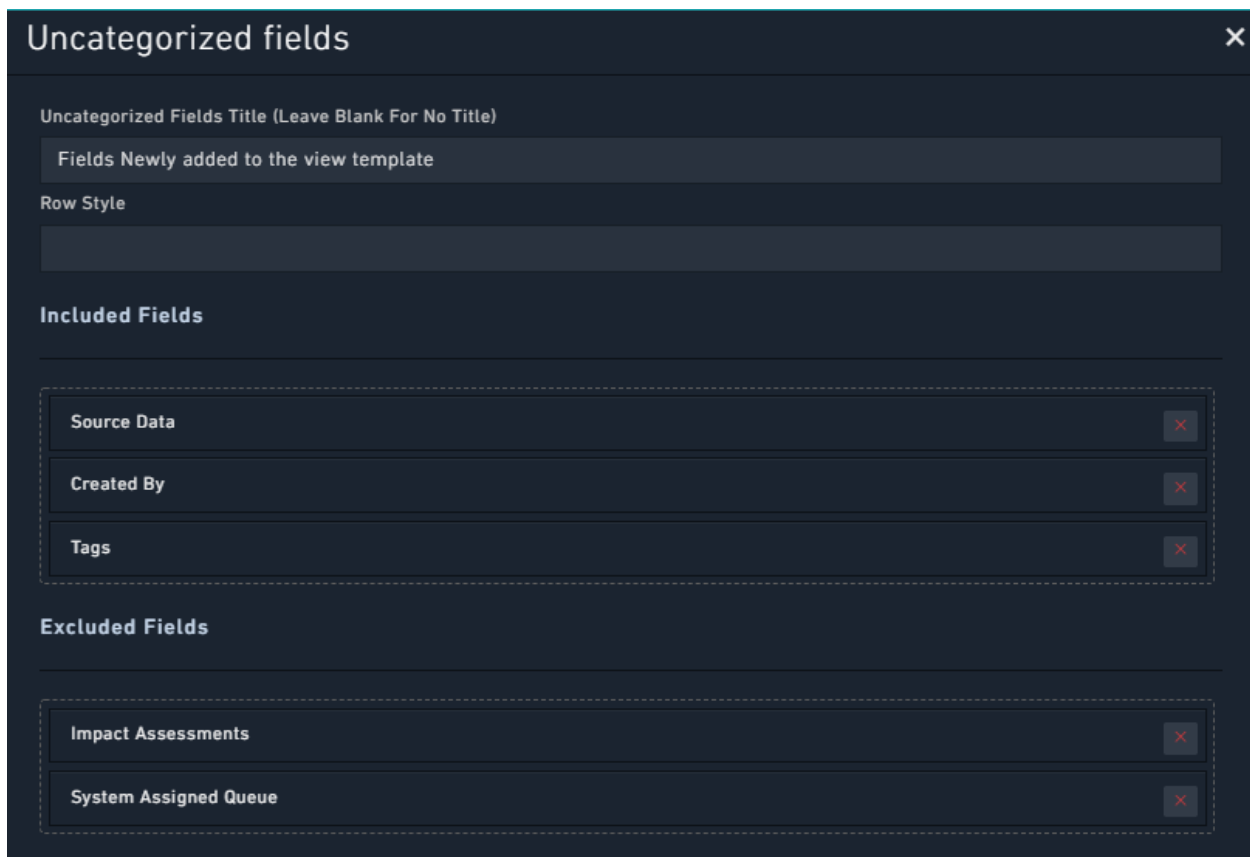 Uncategorized fields
Uncategorized Fields Title (Leave Blank For No Title)
Fields Newly added to the view template
Row Style
Included Fields
Source Data
Created By
Tags
Excluded Fields
Impact Assessments
System Assigned Queue